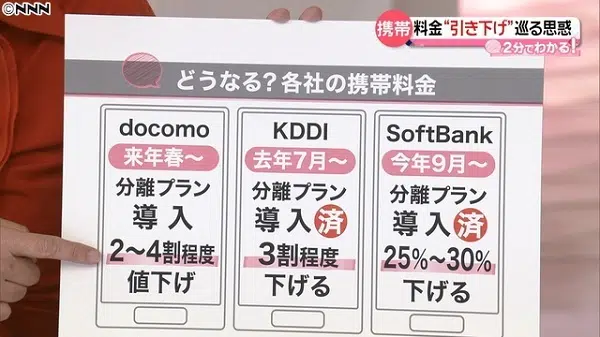 ©NNN
携帯 料金“引き下げ”巡る思惑
2分でわかる!
どうなる?各社の携帯料金
docomo
来年春～
分離プラン
導入
2～4割程度
値下げ
KDDI
去年7月～
分離プラン
導入 済
3割程度
下げる
SoftBank
今年9月～
分離プラン
導入 済
25%～30%
下げる